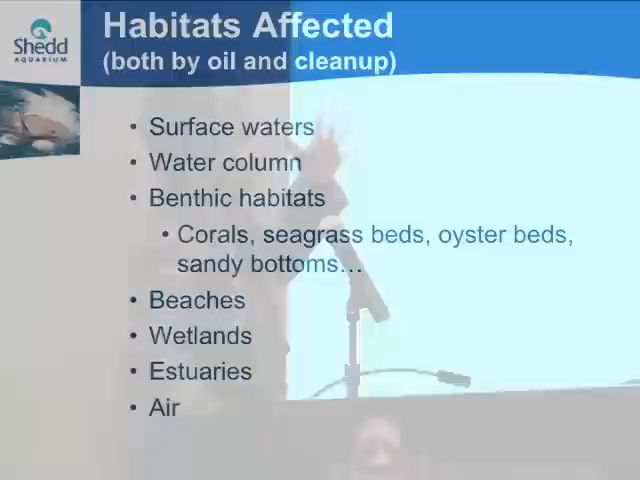 Shedd
AQUARIUM
Habitats Affected
(both by oil and cleanup)
• Surface waters
• Water column
• Benthic habitats
• Corals, seagrass beds, oyster beds,
sandy bottoms…
• Beaches
• Wetlands
• Estuaries
• Air